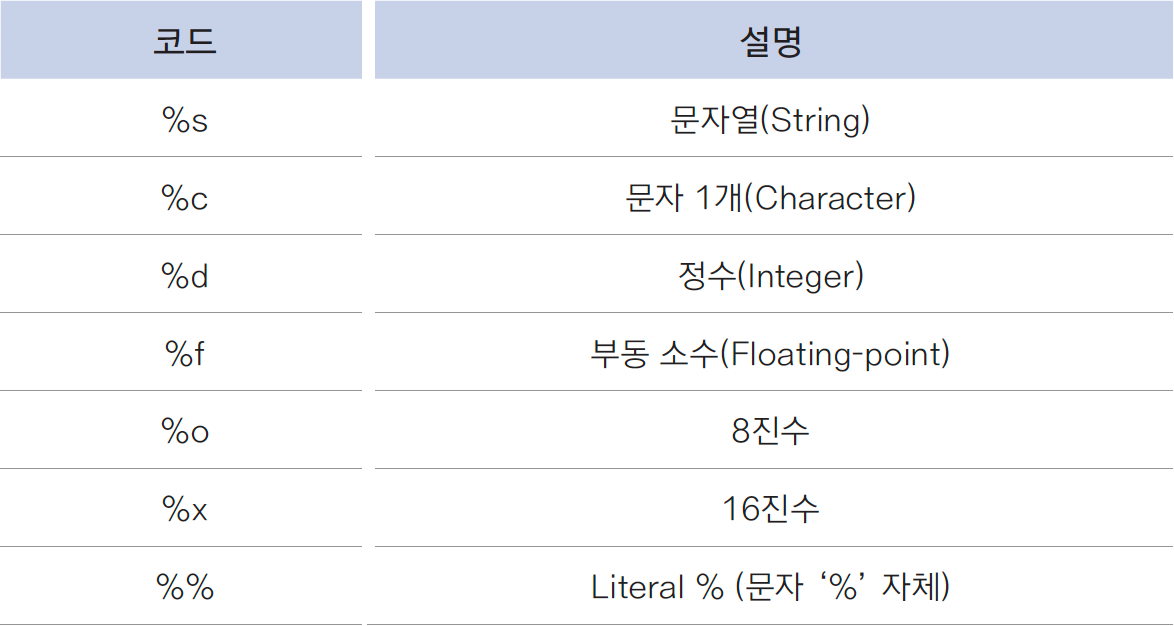 코드 설명
%s 문자열(String)
%c 문자 1개(Character)
%d 정수(Integer)
%f 부동 소수(Floating-point)
%o 8진수
%x 16진수
%% Literal % (문자 ‘%’ 자체)